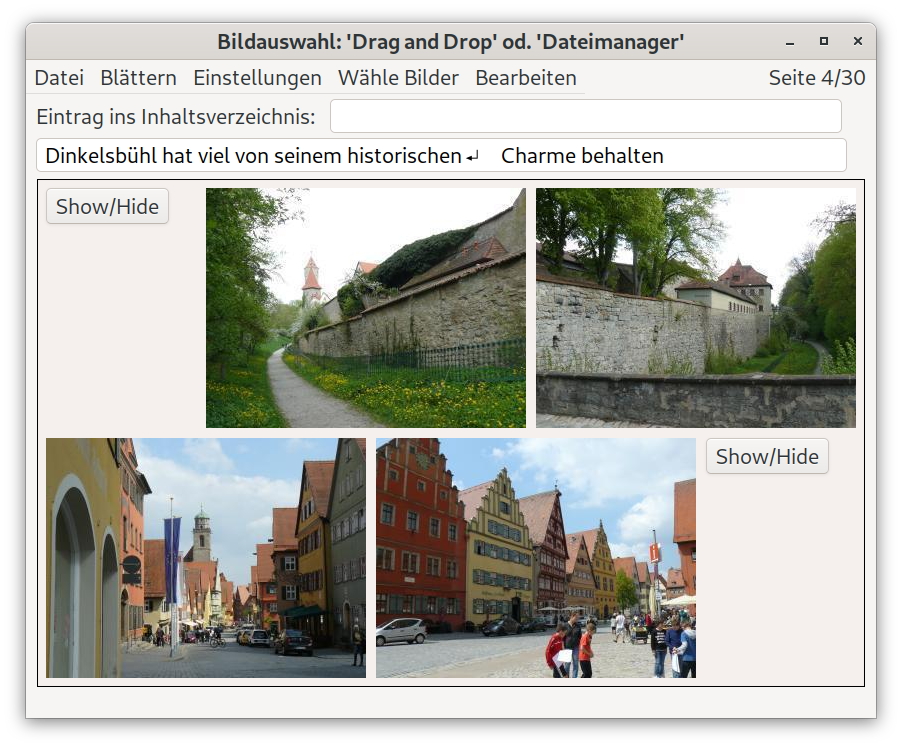 Bildauswahl: 'Drag and Drop' od. 'Dateimanager'
Datei Blättern Einstellungen Wähle Bilder Bearbeiten Seite 4/30
Eintrag ins Inhaltsverzeichnis:
Dinkelsbühl hat viel von seinem historischen↵ Charme behalten
Show/Hide
Show/Hide